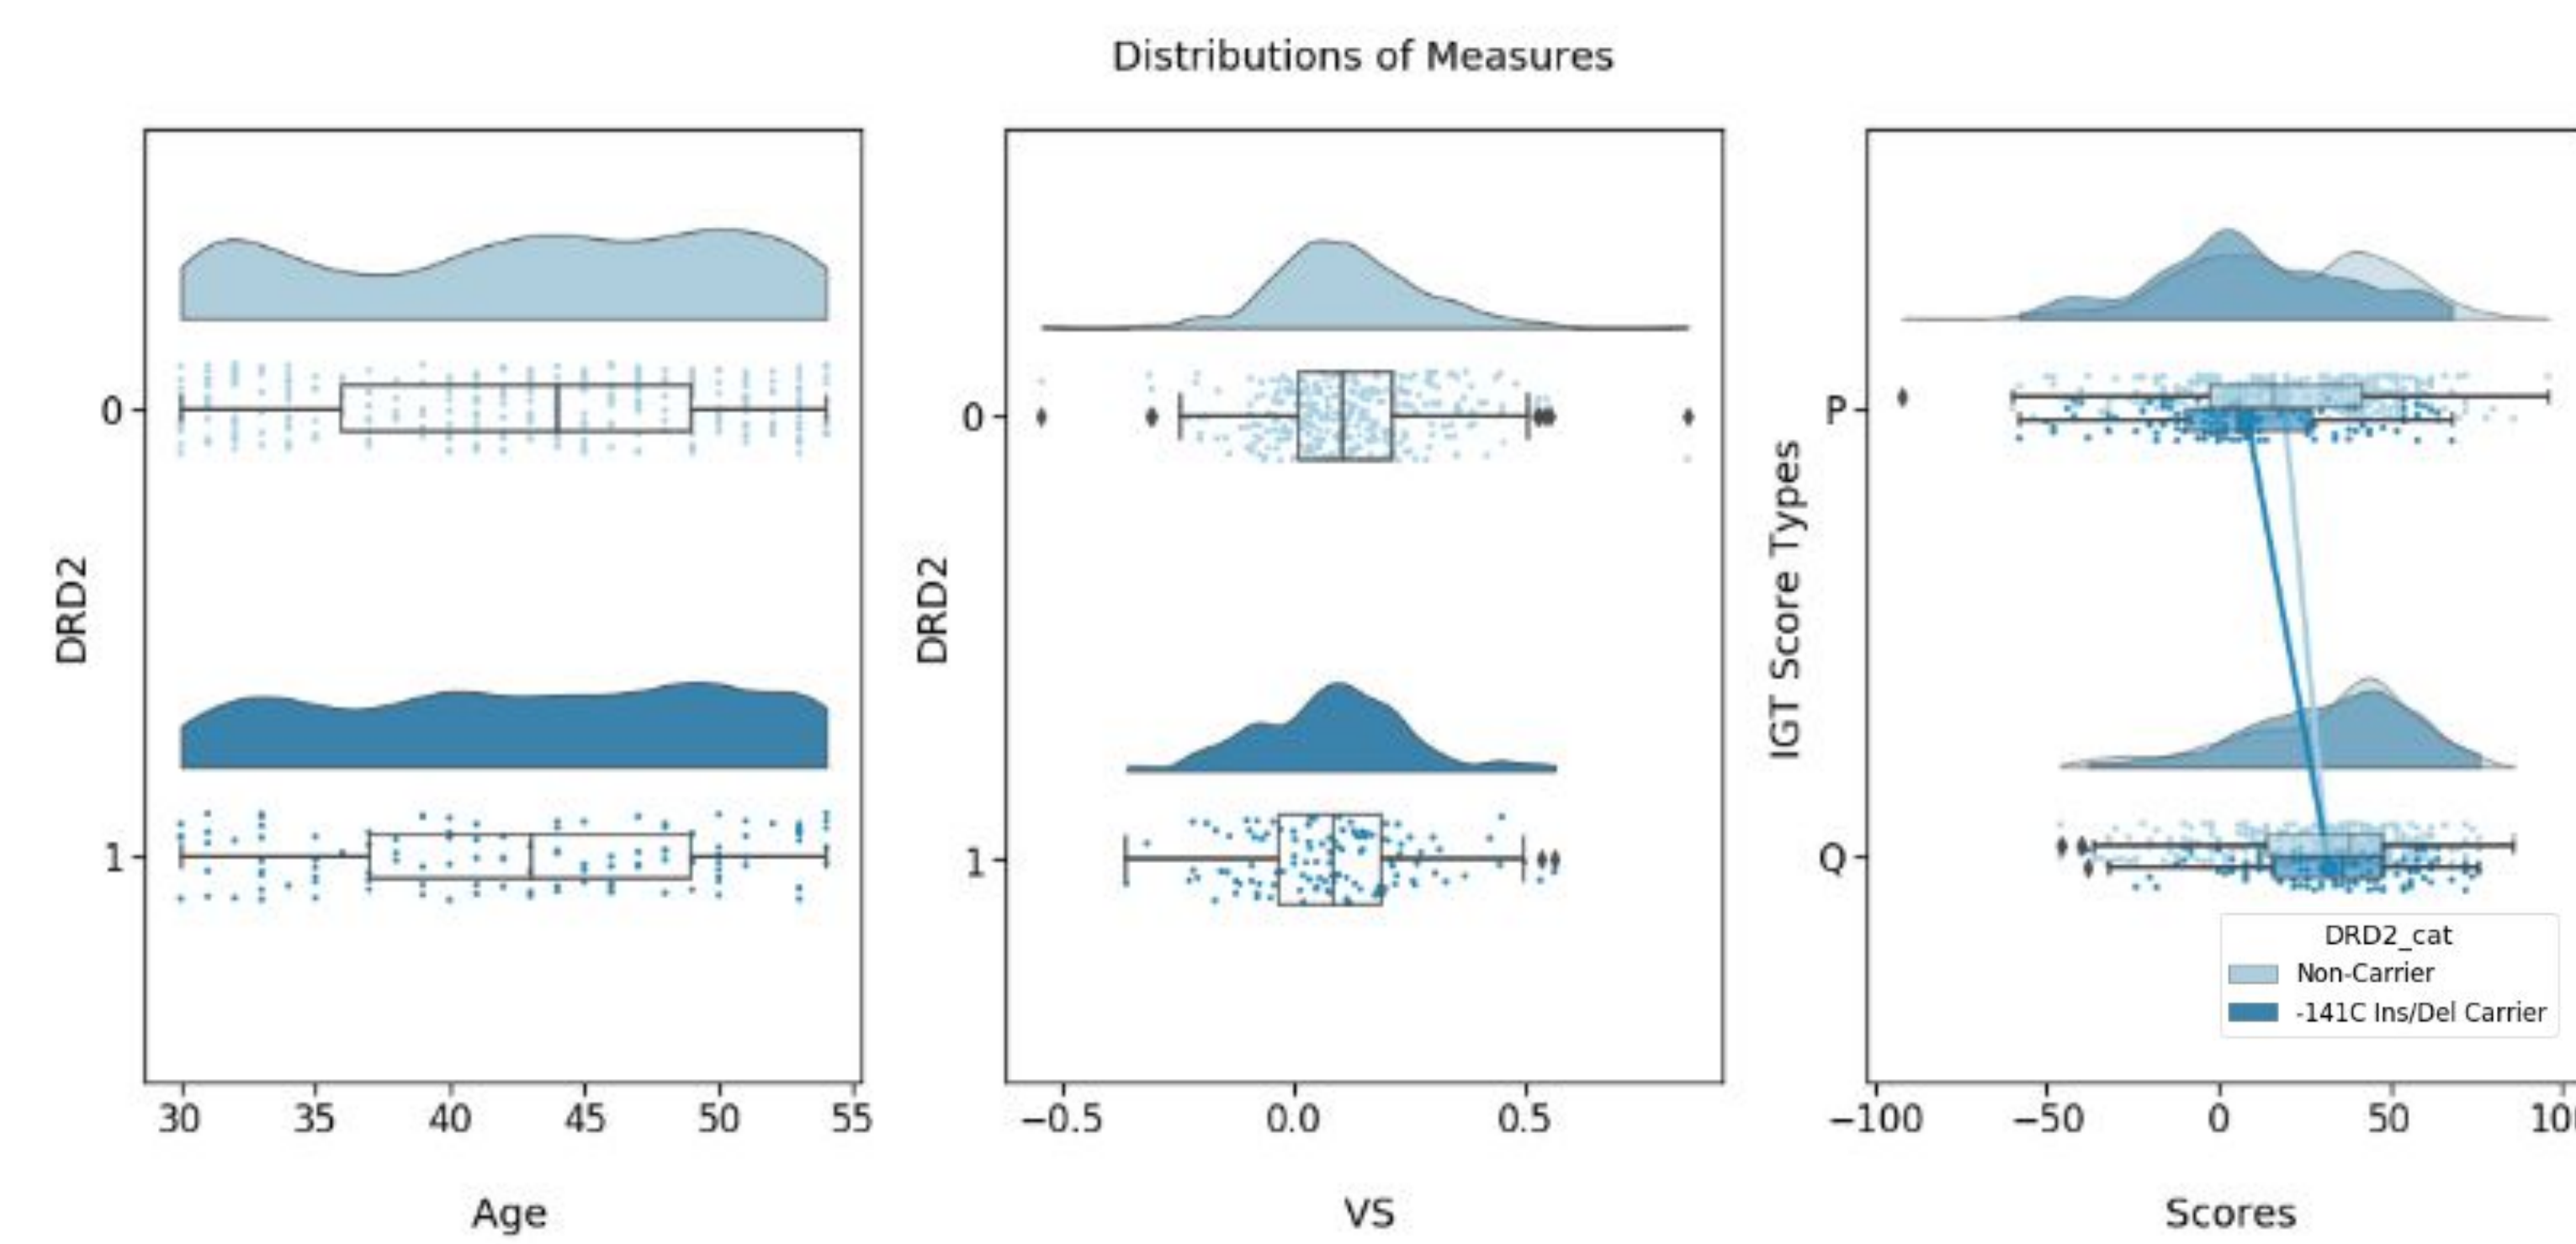 Distributions of Measures
DRD2
0
1
30 35 40 45 50 55
Age
DRD2
0
1
−0.5 0.0 0.5
VS
IGT Score Types
P
Q
DRD2_cat
Non-Carrier
-141C Ins/Del Carrier
−100 −50 0 50
Scores